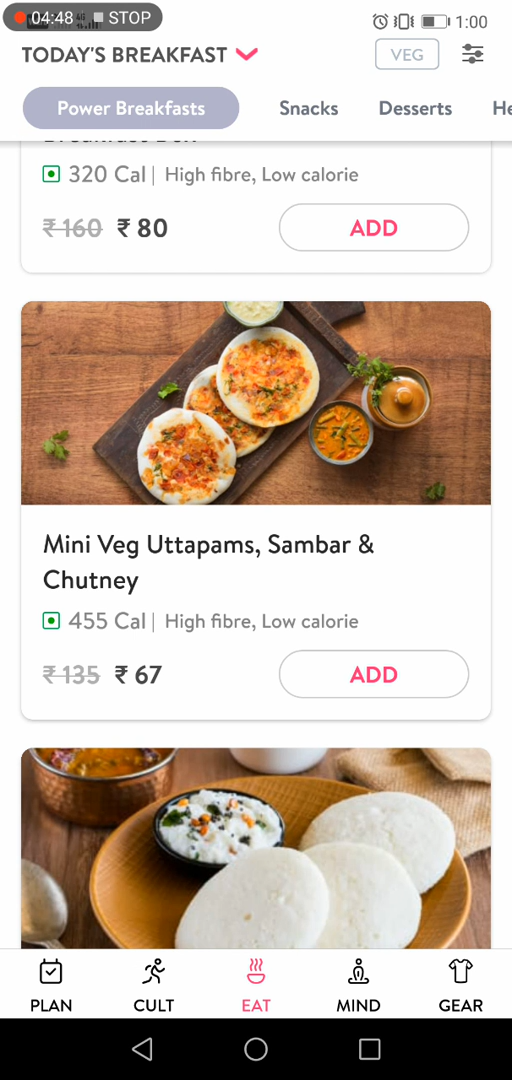 04:48 STOP
1:00
TODAY'S BREAKFAST
VEG
Power Breakfasts
Snacks
Desserts
He
320 Cal | High fibre, Low calorie
₹ 160 ₹ 80
ADD
Mini Veg Uttapams, Sambar &
Chutney
455 Cal | High fibre, Low calorie
₹ 135 ₹ 67
ADD
PLAN
CULT
EAT
MIND
GEAR